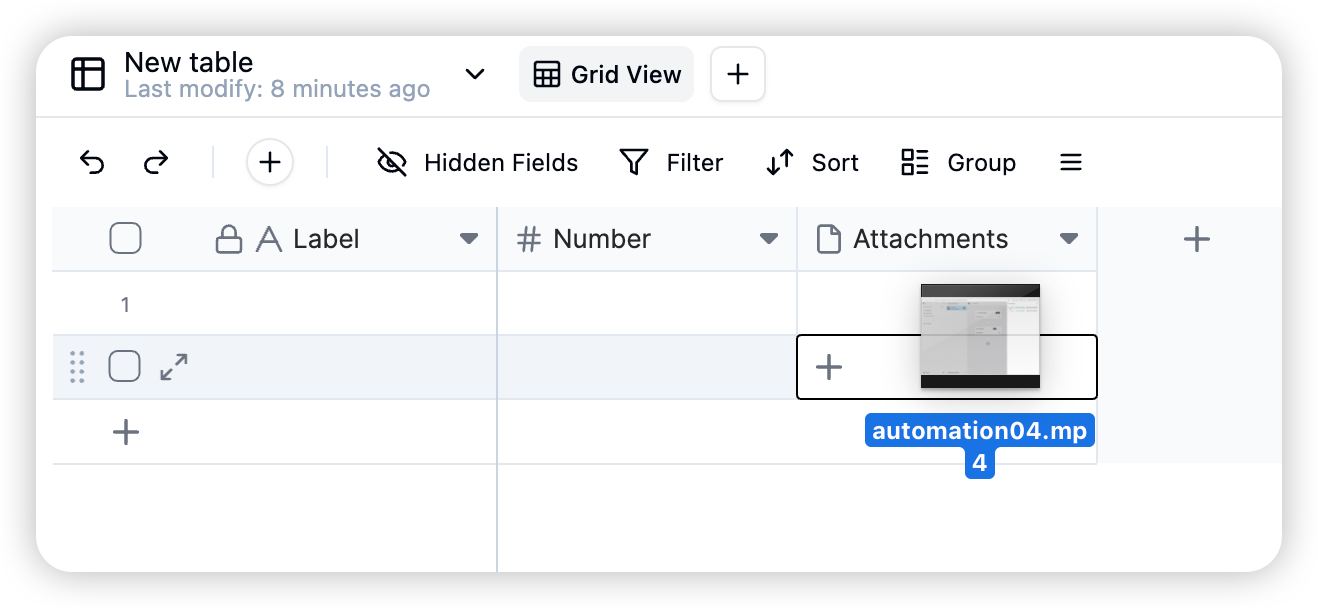 New table
Last modify: 8 minutes ago
Grid View
Hidden Fields
Filter
Sort
Group
Label
Number
Attachments
1
automation04.mp
4